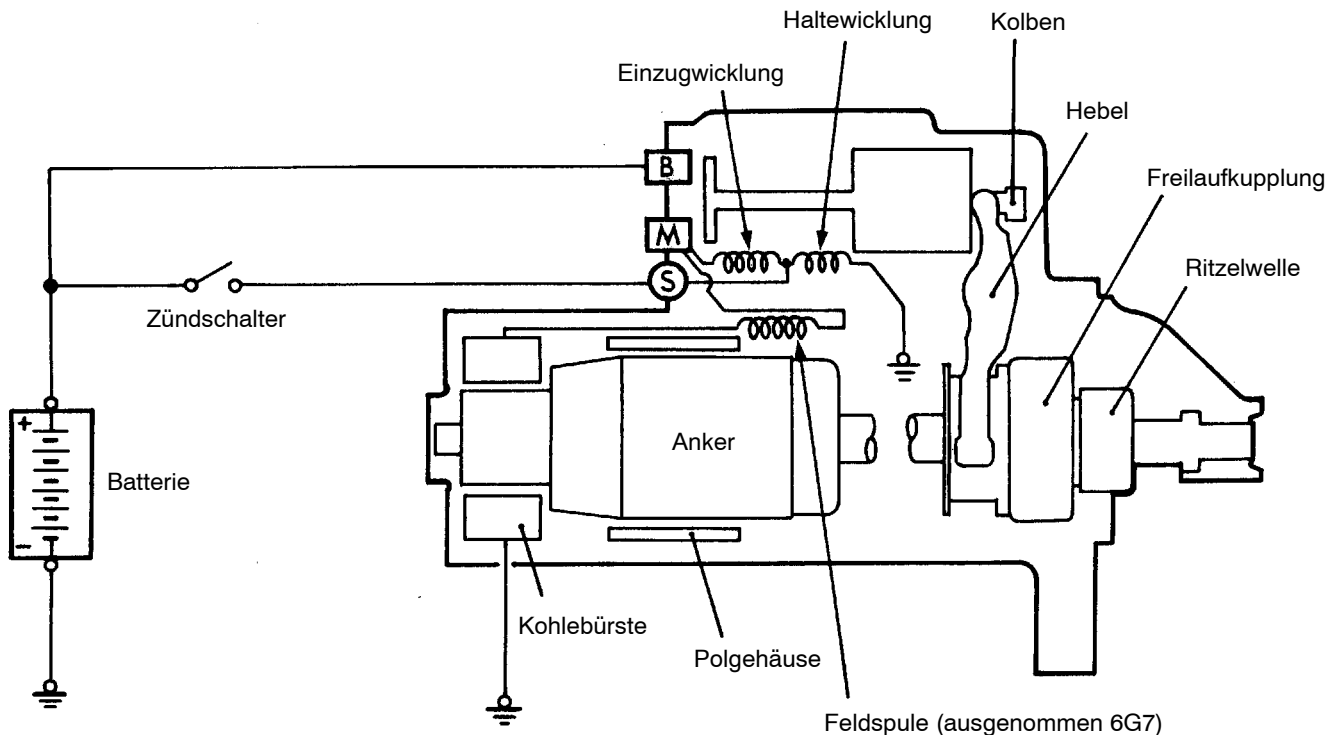 Haltewicklung
Kolben
Einzugwicklung
Hebel
B
Freilaufkupplung
M
Ritzelwelle
S
Zündschalter
+
Anker
Batterie
−
Kohlebürste
Polgehäuse
Feldspule (ausgenommen 6G7)